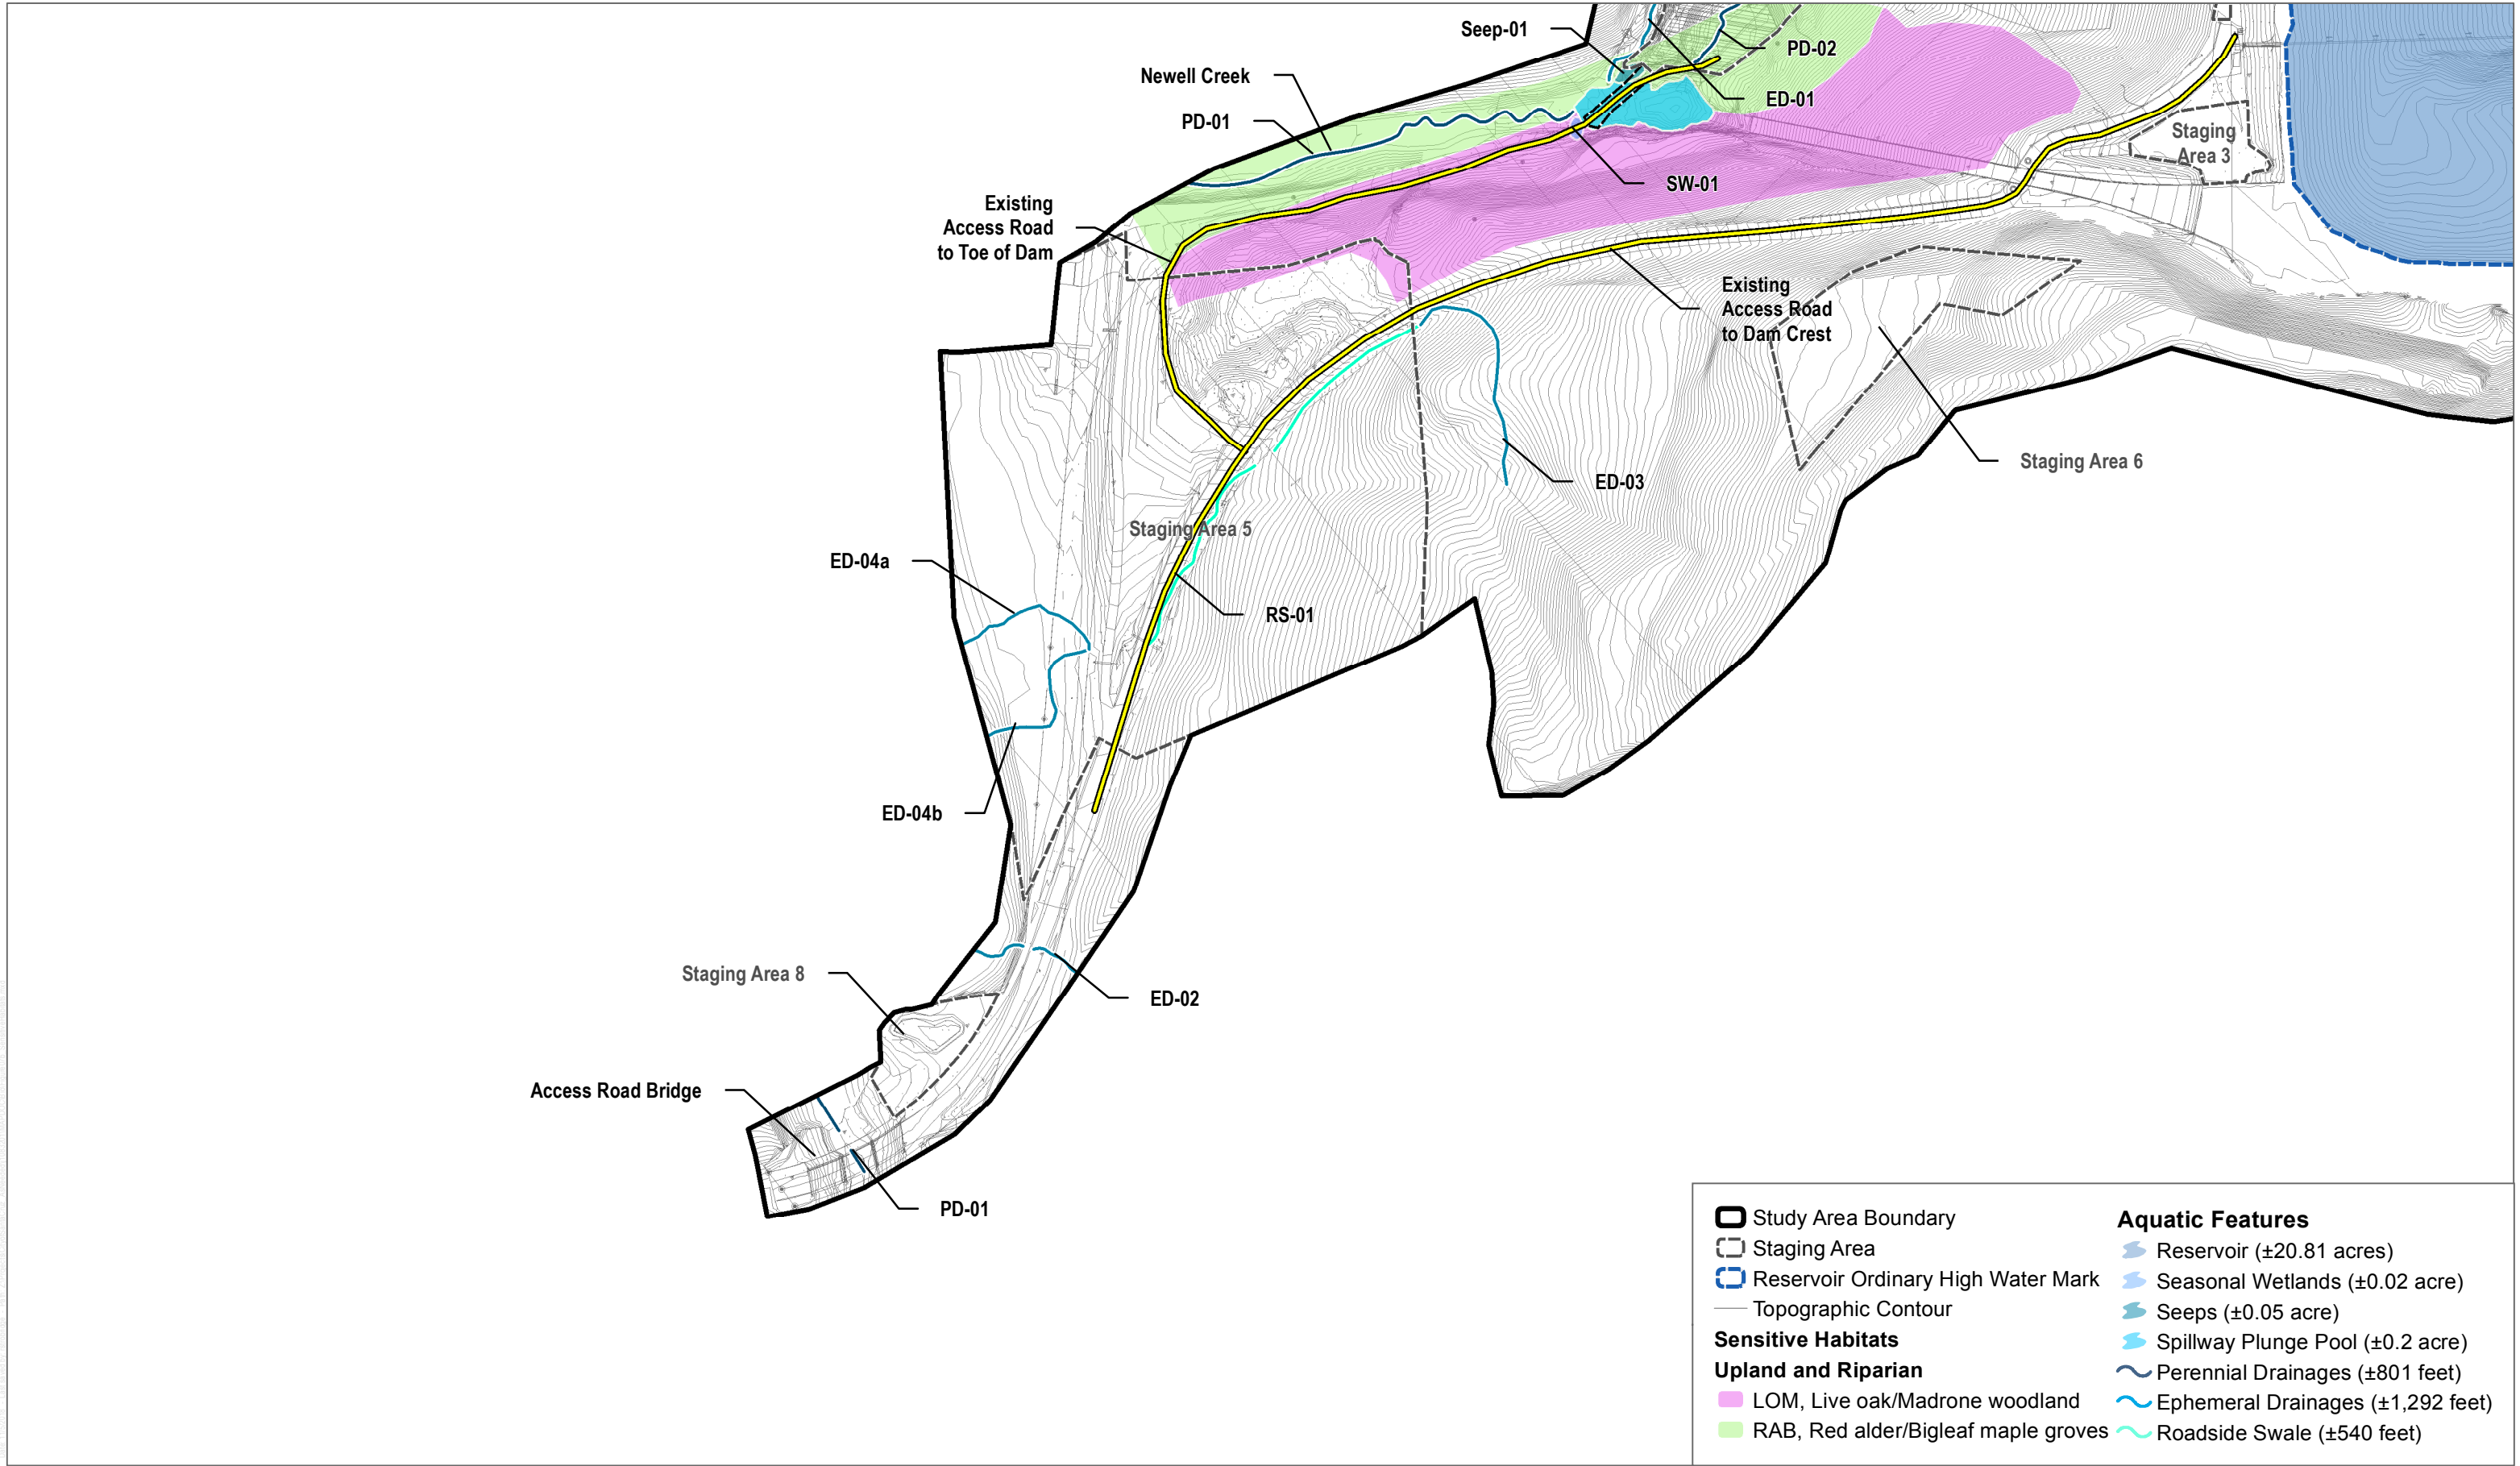 Seep-01
PD-02
Newell Creek
ED-01
PD-01
Staging
Area 3
SW-01
Existing
Access Road
to Toe of Dam
Existing
Access Road
to Dam Crest
Staging Area 6
ED-03
Staging Area 5
ED-04a
RS-01
ED-04b
Staging Area 8
ED-02
Access Road Bridge
PD-01
Study Area Boundary
Staging Area
Reservoir Ordinary High Water Mark
Topographic Contour
Sensitive Habitats
Upland and Riparian
LOM, Live oak/Madrone woodland
RAB, Red alder/Bigleaf maple groves
Aquatic Features
Reservoir (±20.81 acres)
Seasonal Wetlands (±0.02 acre)
Seeps (±0.05 acre)
Spillway Plunge Pool (±0.2 acre)
Perennial Drainages (±801 feet)
Ephemeral Drainages (±1,292 feet)
Roadside Swale (±540 feet)